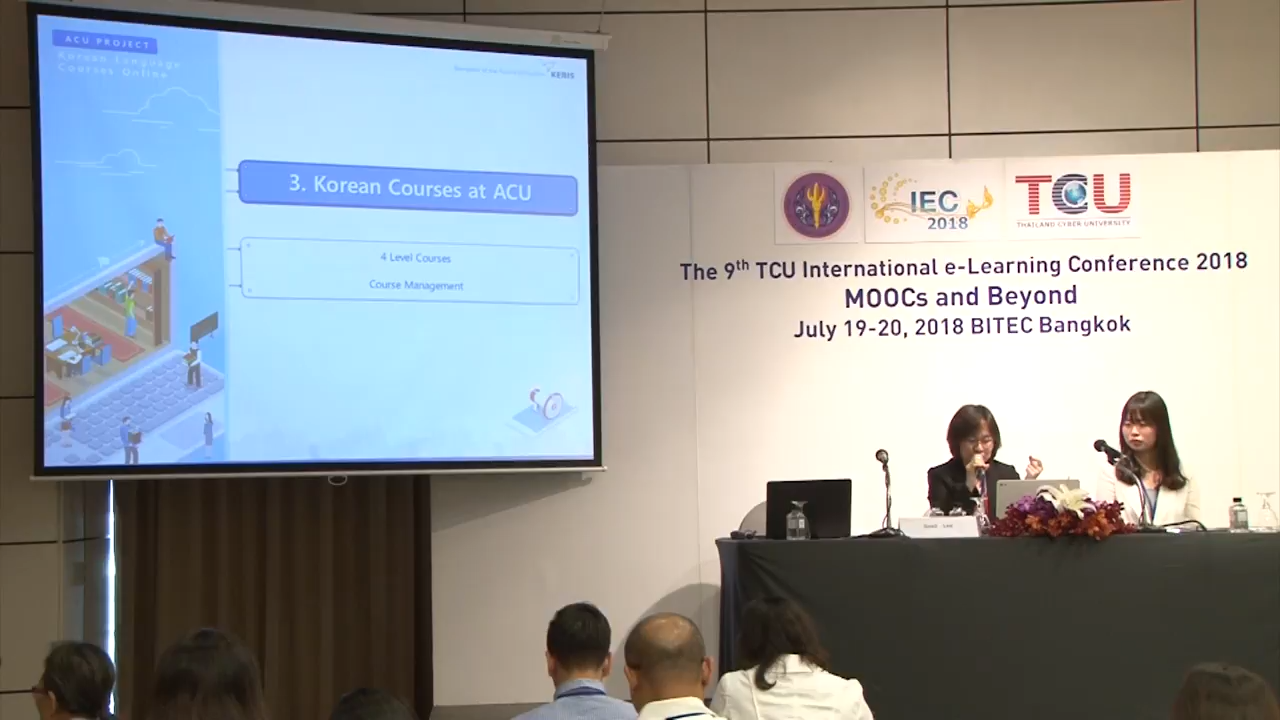 ACU PROJECT
Korean Language
Courses Online
KERIS
3. Korean Courses at ACU
4 Level Courses
Course Management
IEC
2018
TCU
THAILAND CYBER UNIVERSITY
The 9th TCU International e-Learning Conference 2018
MOOCs and Beyond
July 19-20, 2018 BITEC Bangkok